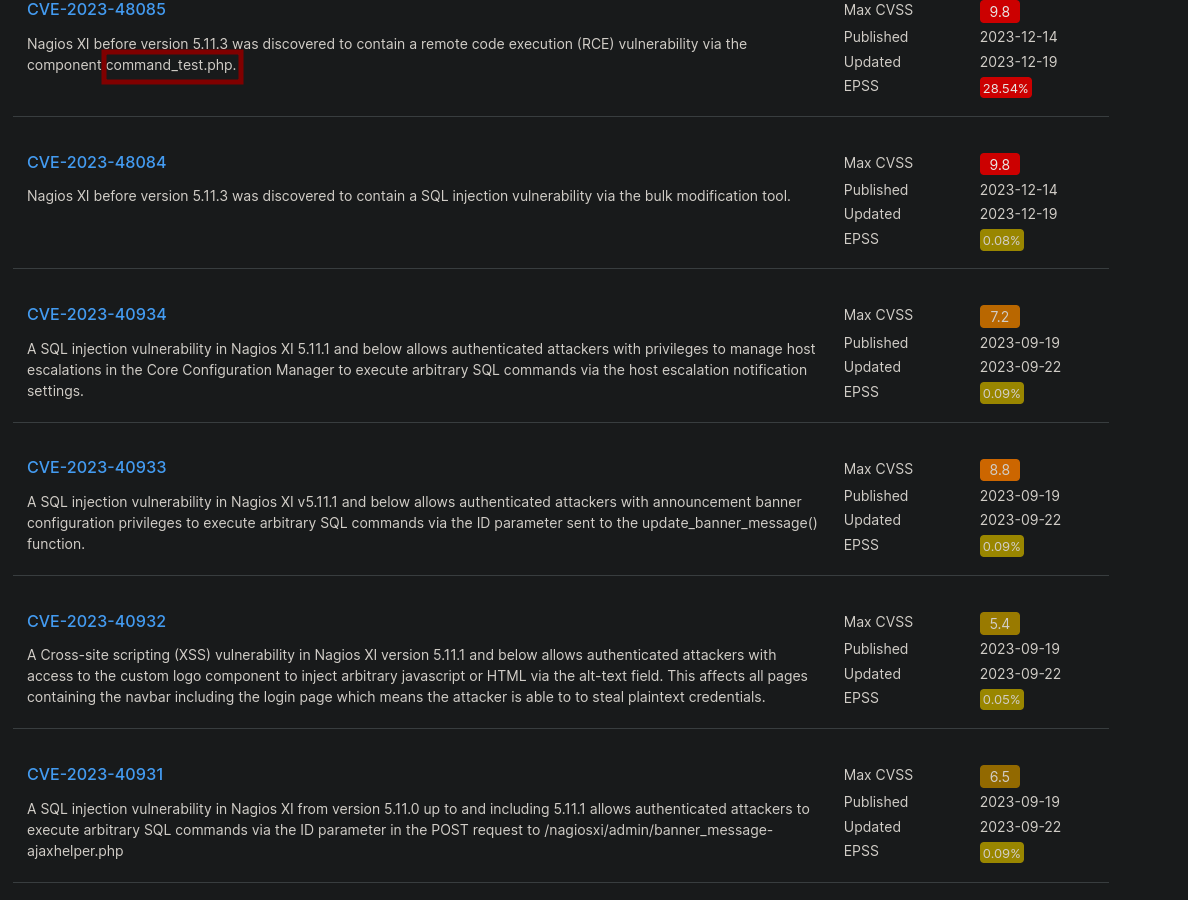 CVE-2023-48085
Max CVSS 9.8
Nagios XI before version 5.11.3 was discovered to contain a remote code execution (RCE) vulnerability via the
component command_test.php.
Published 2023-12-14
Updated 2023-12-19
EPSS 28.54%
CVE-2023-48084
Max CVSS 9.8
Nagios XI before version 5.11.3 was discovered to contain a SQL injection vulnerability via the bulk modification tool.
Published 2023-12-14
Updated 2023-12-19
EPSS 0.08%
CVE-2023-40934
Max CVSS 7.2
A SQL injection vulnerability in Nagios XI 5.11.1 and below allows authenticated attackers with privileges to manage host
escalations in the Core Configuration Manager to execute arbitrary SQL commands via the host escalation notification
settings.
Published 2023-09-19
Updated 2023-09-22
EPSS 0.09%
CVE-2023-40933
Max CVSS 8.8
A SQL injection vulnerability in Nagios XI v5.11.1 and below allows authenticated attackers with announcement banner
configuration privileges to execute arbitrary SQL commands via the ID parameter sent to the update_banner_message()
function.
Published 2023-09-19
Updated 2023-09-22
EPSS 0.09%
CVE-2023-40932
Max CVSS 5.4
A Cross-site scripting (XSS) vulnerability in Nagios XI version 5.11.1 and below allows authenticated attackers with
access to the custom logo component to inject arbitrary javascript or HTML via the alt-text field. This affects all pages
containing the navbar including the login page which means the attacker is able to to steal plaintext credentials.
Published 2023-09-19
Updated 2023-09-22
EPSS 0.05%
CVE-2023-40931
Max CVSS 6.5
A SQL injection vulnerability in Nagios XI from version 5.11.0 up to and including 5.11.1 allows authenticated attackers to
execute arbitrary SQL commands via the ID parameter in the POST request to /nagiosxi/admin/banner_message-
ajaxhelper.php
Published 2023-09-19
Updated 2023-09-22
EPSS 0.09%